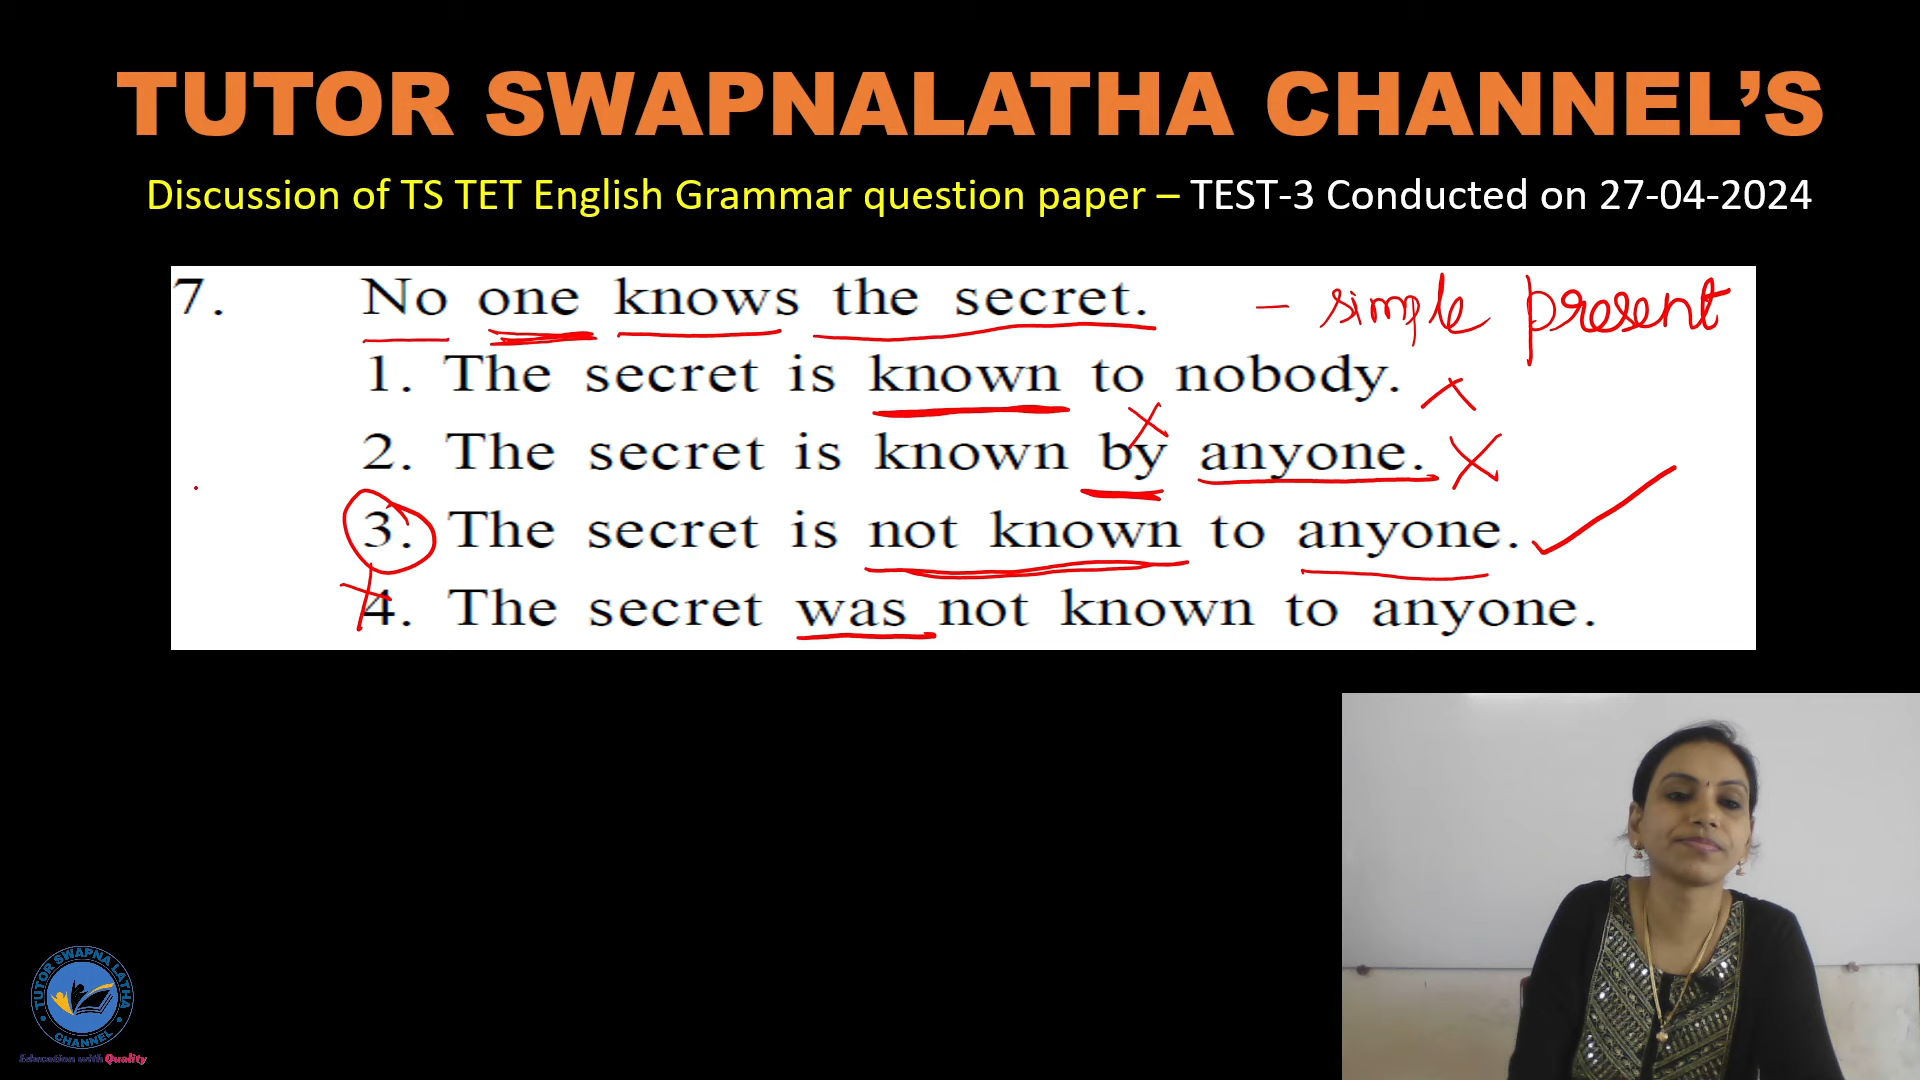 TUTOR SWAPNALATHA CHANNEL’S
Discussion of TS TET English Grammar question paper – TEST-3 Conducted on 27-04-2024
7. No one knows the secret. – simple present
1. The secret is known to nobody.
2. The secret is known by anyone.
3. The secret is not known to anyone.
4. The secret was not known to anyone.
TUTOR SWAPNA LATHA
CHANNEL
Education with Quality